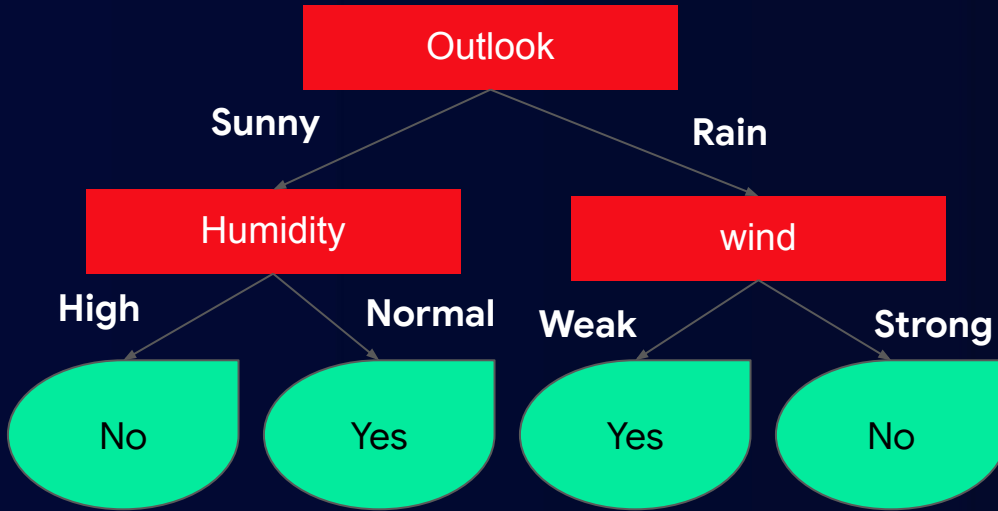 Outlook
Sunny
Rain
Humidity
wind
High
Normal
Weak
Strong
No
Yes
Yes
No